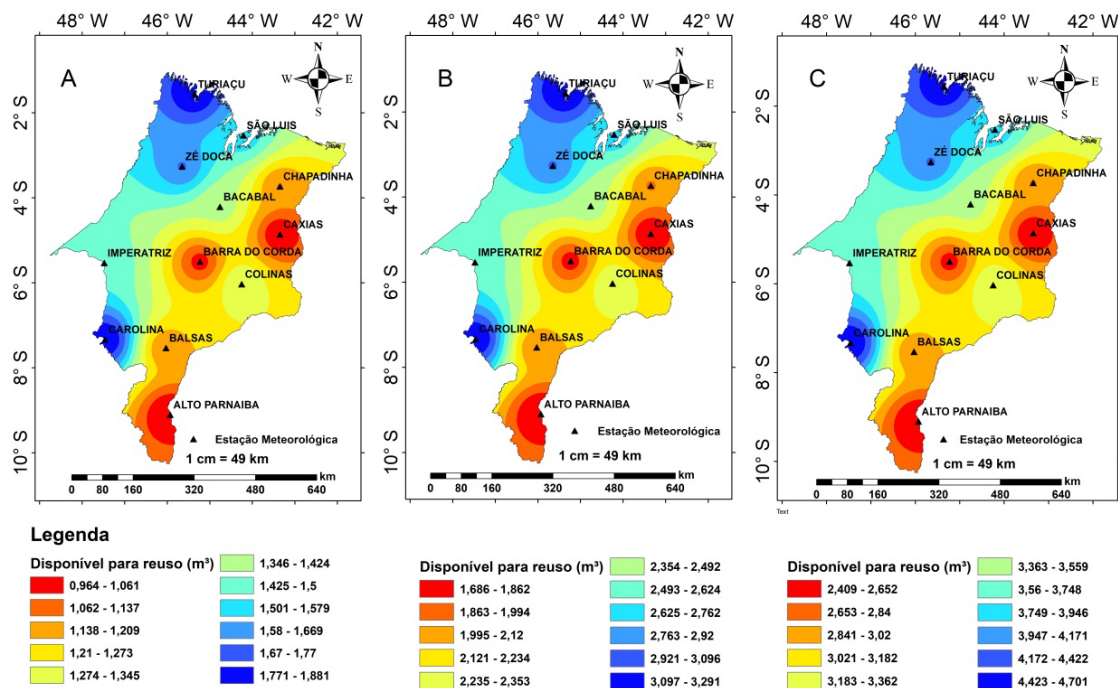 48 W 46 W 44 W 42 W
A
N
W E
S
TURIAÇU
SÃO LUIS
ZÉ DOCA
CHAPADINHA
BACABAL
CAXIAS
IMPERATRIZ
BARRA DO CORDA
COLINAS
CAROLINA
BALSAS
ALTO PARNAIBA
Estação Meteorológica
1 cm = 49 km
km
0 80 160 320 480 640
2° S
4° S
6° S
8° S
10° S
48 W 46 W 44 W 42 W
B
N
W E
S
TURIAÇU
SÃO LUIS
ZÉ DOCA
CHAPADINHA
BACABAL
CAXIAS
IMPERATRIZ
BARRA DO CORDA
COLINAS
CAROLINA
BALSAS
ALTO PARNAIBA
Estação Meteorológica
1 cm = 49 km
km
0 80 160 320 480 640
2° S
4° S
6° S
8° S
10° S
48 W 46 W 44 W 42 W
C
N
W E
S
TURIAÇU
SÃO LUIS
ZÉ DOCA
CHAPADINHA
BACABAL
CAXIAS
IMPERATRIZ
BARRA DO CORDA
COLINAS
CAROLINA
BALSAS
ALTO PARNAIBA
Estação Meteorológica
1 cm = 49 km
km
0 80 160 320 480 640
2° S
4° S
6° S
8° S
10° S
Text
Legenda
Disponível para reuso (m³)
0,964 - 1,061
1,062 - 1,137
1,138 - 1,209
1,21 - 1,273
1,274 - 1,345
1,346 - 1,424
1,425 - 1,5
1,501 - 1,579
1,58 - 1,669
1,67 - 1,77
1,771 - 1,881
Disponível para reuso (m³)
1,686 - 1,862
1,863 - 1,994
1,995 - 2,12
2,121 - 2,234
2,235 - 2,353
2,354 - 2,492
2,493 - 2,624
2,625 - 2,762
2,763 - 2,92
2,921 - 3,096
3,097 - 3,291
Disponível para reuso (m³)
2,409 - 2,652
2,653 - 2,84
2,841 - 3,02
3,021 - 3,182
3,183 - 3,362
3,363 - 3,559
3,56 - 3,748
3,749 - 3,946
3,947 - 4,171
4,172 - 4,422
4,423 - 4,701